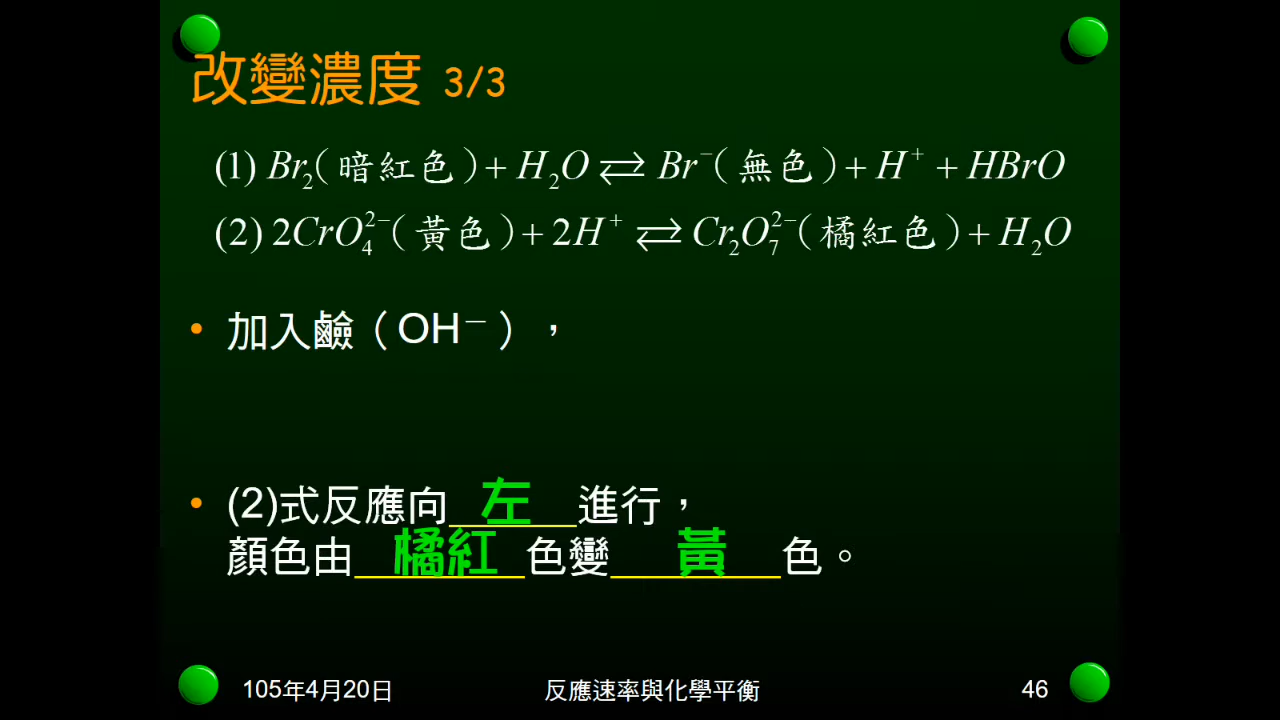 改變濃度 3/3
(1) Br₂(暗紅色)+ H₂O ⇄ Br⁻(無色)+ H⁺ + HBrO
(2) 2CrO₄²⁻(黃色)+ 2H⁺ ⇄ Cr₂O₇²⁻(橘紅色)+ H₂O
• 加入鹼（OH－），
• (2)式反應向 左 進行，
顏色由 橘紅 色變 黃 色。
105年4月20日 反應速率與化學平衡 46